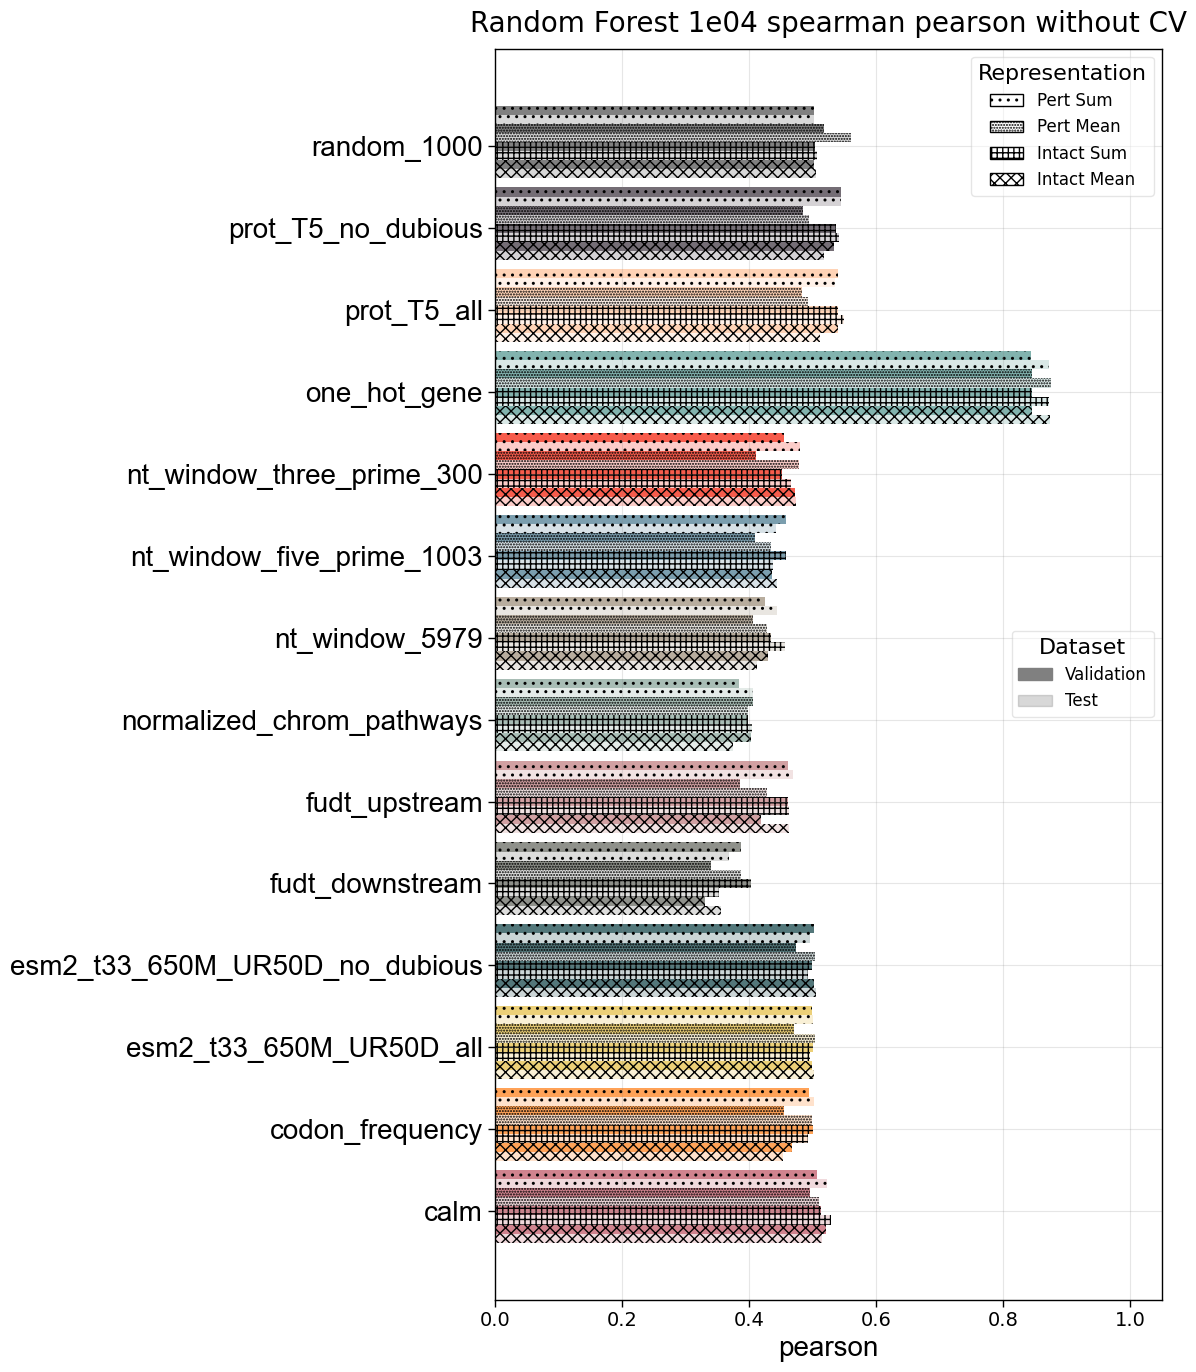 Random Forest 1e04 spearman pearson without CV
Representation
Pert Sum
Pert Mean
Intact Sum
Intact Mean
random_1000
prot_T5_no_dubious
prot_T5_all
one_hot_gene
nt_window_three_prime_300
nt_window_five_prime_1003
nt_window_5979
Dataset
Validation
Test
normalized_chrom_pathways
fudt_upstream
fudt_downstream
esm2_t33_650M_UR50D_no_dubious
esm2_t33_650M_UR50D_all
codon_frequency
calm
0.0 0.2 0.4 0.6 0.8 1.0
pearson